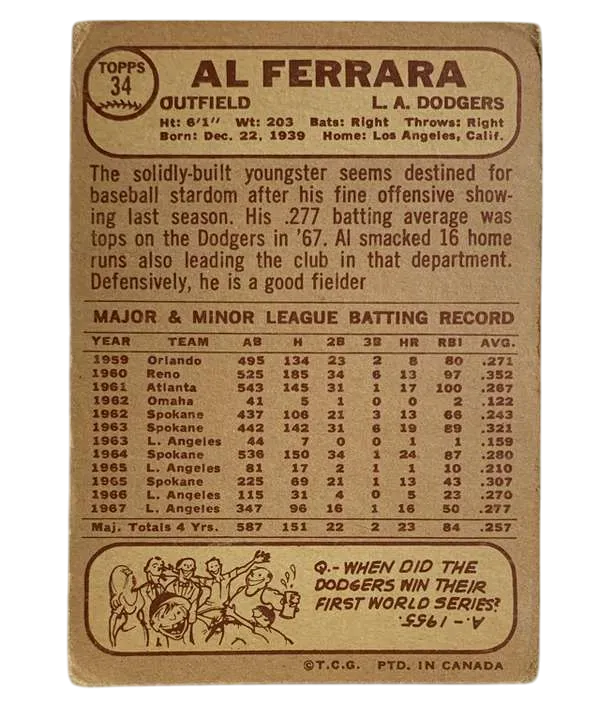 TOPPS
34
AL FERRARA
OUTFIELD L. A. DODGERS
Ht: 6'1" Wt: 203 Bats: Right Throws: Right
Born: Dec. 22, 1939 Home: Los Angeles, Calif.
The solidly-built youngster seems destined for
baseball stardom after his fine offensive show-
ing last season. His .277 batting average was
tops on the Dodgers in '67. Al smacked 16 home
runs also leading the club in that department.
Defensively, he is a good fielder
MAJOR & MINOR LEAGUE BATTING RECORD
YEAR TEAM AB H 2B 3B HR RBI AVG.
1959 Orlando 495 134 23 2 8 80 .271
1960 Reno 525 185 34 6 13 97 .352
1961 Atlanta 543 145 31 1 17 100 .267
1962 Omaha 41 5 1 0 0 2 .122
1962 Spokane 437 106 21 3 13 66 .243
1963 Spokane 442 142 31 6 19 89 .321
1963 L. Angeles 44 7 0 0 1 1 .159
1964 Spokane 536 150 34 1 24 87 .280
1965 L. Angeles 81 17 2 1 1 10 .210
1965 Spokane 225 69 21 1 13 43 .307
1966 L. Angeles 115 31 4 0 5 23 .270
1967 L. Angeles 347 96 16 1 16 50 .277
Maj. Totals 4 Yrs. 587 151 22 2 23 84 .257
Q.- WHEN DID THE
DODGERS WIN THEIR
FIRST WORLD SERIES?
A.- 1955.
©T.C.G. PTD. IN CANADA